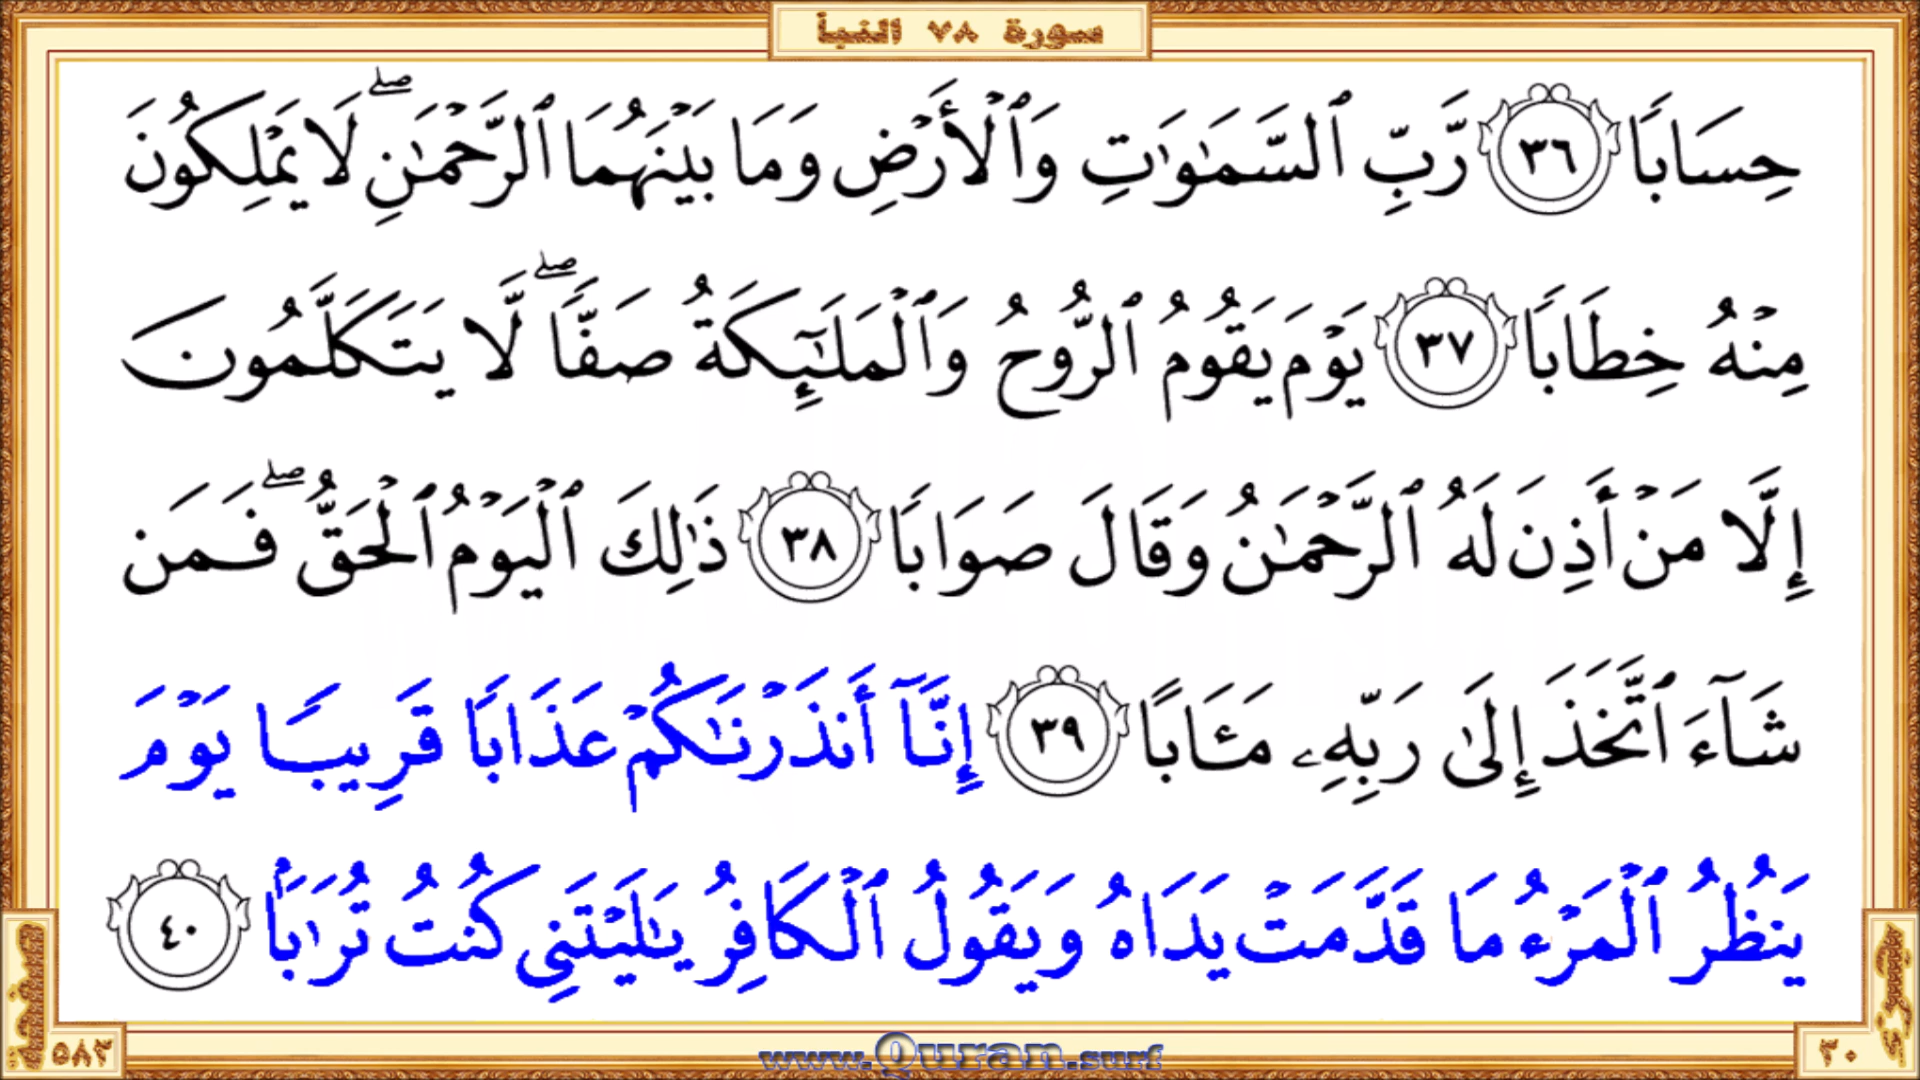 سورة ٧٨ النبأ
حِسَابًا ٣٦ رَّبِّ ٱلسَّمَـٰوَٰتِ وَٱلْأَرْضِ وَمَا بَيْنَهُمَا ٱلرَّحْمَـٰنِ ۖ لَا يَمْلِكُونَ
مِنْهُ خِطَابًا ٣٧ يَوْمَ يَقُومُ ٱلرُّوحُ وَٱلْمَلَـٰٓئِكَةُ صَفًّا ۖ لَّا يَتَكَلَّمُونَ
إِلَّا مَنْ أَذِنَ لَهُ ٱلرَّحْمَـٰنُ وَقَالَ صَوَابًا ٣٨ ذَٰلِكَ ٱلْيَوْمُ ٱلْحَقُّ ۖ فَمَن
شَآءَ ٱتَّخَذَ إِلَىٰ رَبِّهِۦ مَـَٔابًا ٣٩ إِنَّآ أَنذَرْنَـٰكُمْ عَذَابًا قَرِيبًا يَوْمَ
يَنظُرُ ٱلْمَرْءُ مَا قَدَّمَتْ يَدَاهُ وَيَقُولُ ٱلْكَافِرُ يَـٰلَيْتَنِى كُنتُ تُرَٰبًۢا ٤٠
الصفحة
٥٨٣
www.Quran.surf
٣٠